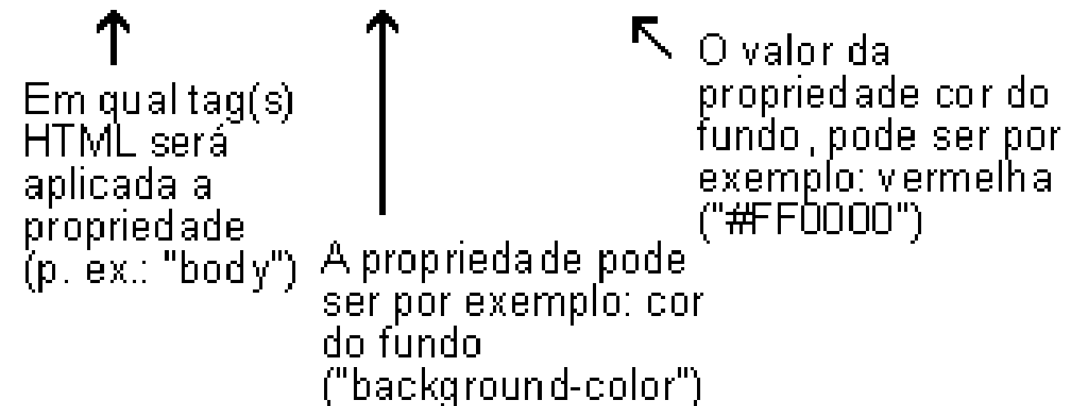 Em qual tag(s)
HTML será
aplicada a
propriedade
(p. ex.: "body")
A propriedade pode
ser por exemplo: cor
do fundo
("background-color")
O valor da
propriedade cor do
fundo, pode ser por
exemplo: vermelha
("#FF0000")